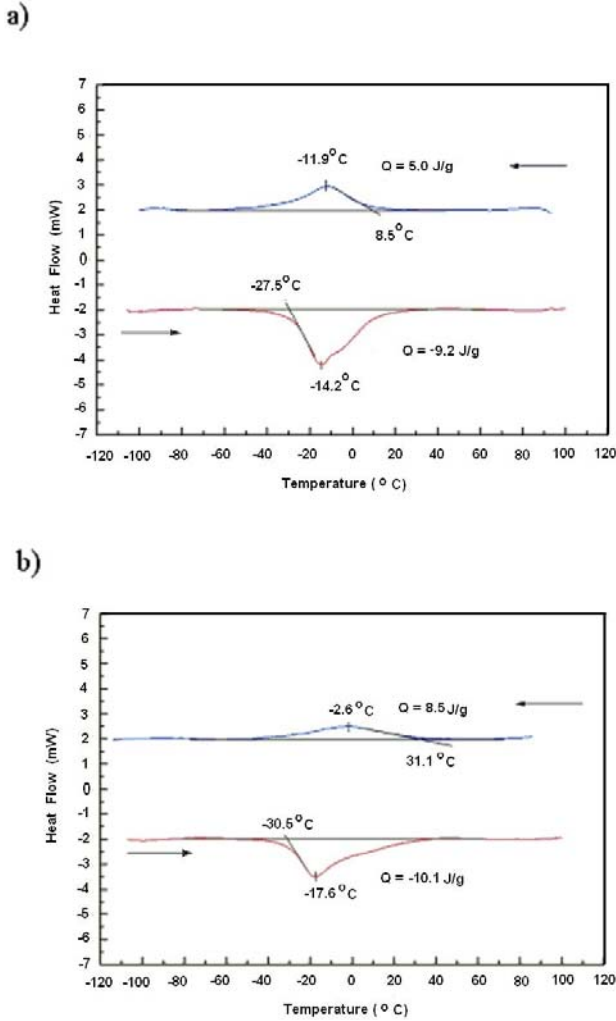 a)
7
6
5
4
3
2
1
0
-1
-2
-3
-4
-5
-6
-7
Heat Flow (mW)
-11.9°C
Q = 5.0 J/g
8.5°C
-27.5°C
Q = -9.2 J/g
-14.2°C
-120 -100 -80 -60 -40 -20 0 20 40 60 80 100 120
Temperature ( ° C)
b)
7
6
5
4
3
2
1
0
-1
-2
-3
-4
-5
-6
-7
Heat Flow (mW)
-2.6°C
Q = 8.5 J/g
31.1°C
-30.5°C
Q = -10.1 J/g
-17.6°C
-120 -100 -80 -60 -40 -20 0 20 40 60 80 100 120
Temperature ( ° C)